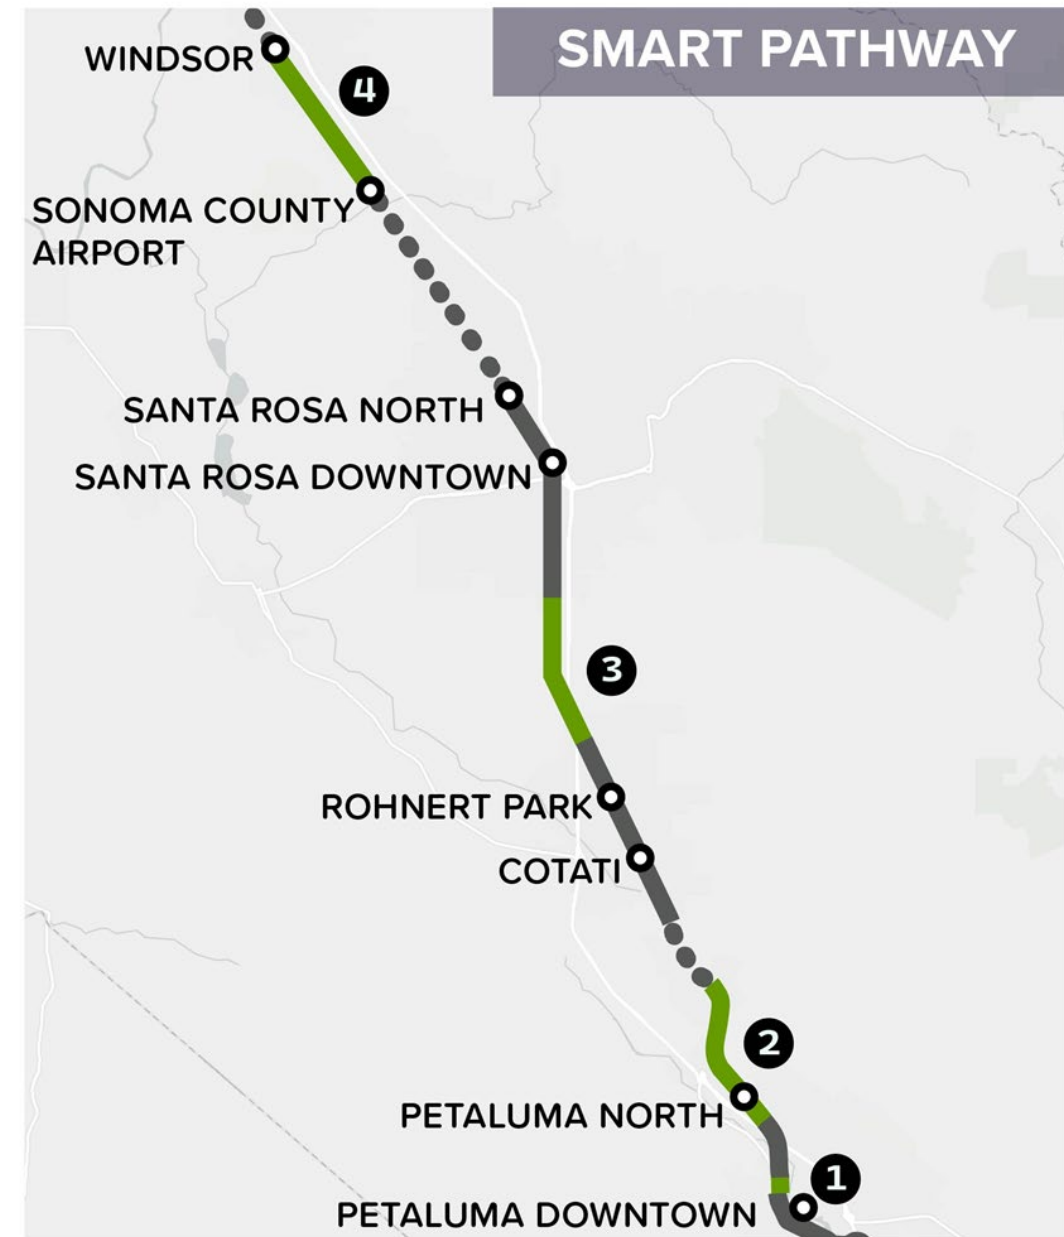 SMART PATHWAY
WINDSOR
4
SONOMA COUNTY
AIRPORT
SANTA ROSA NORTH
SANTA ROSA DOWNTOWN
3
ROHNERT PARK
COTATI
2
PETALUMA NORTH
1
PETALUMA DOWNTOWN